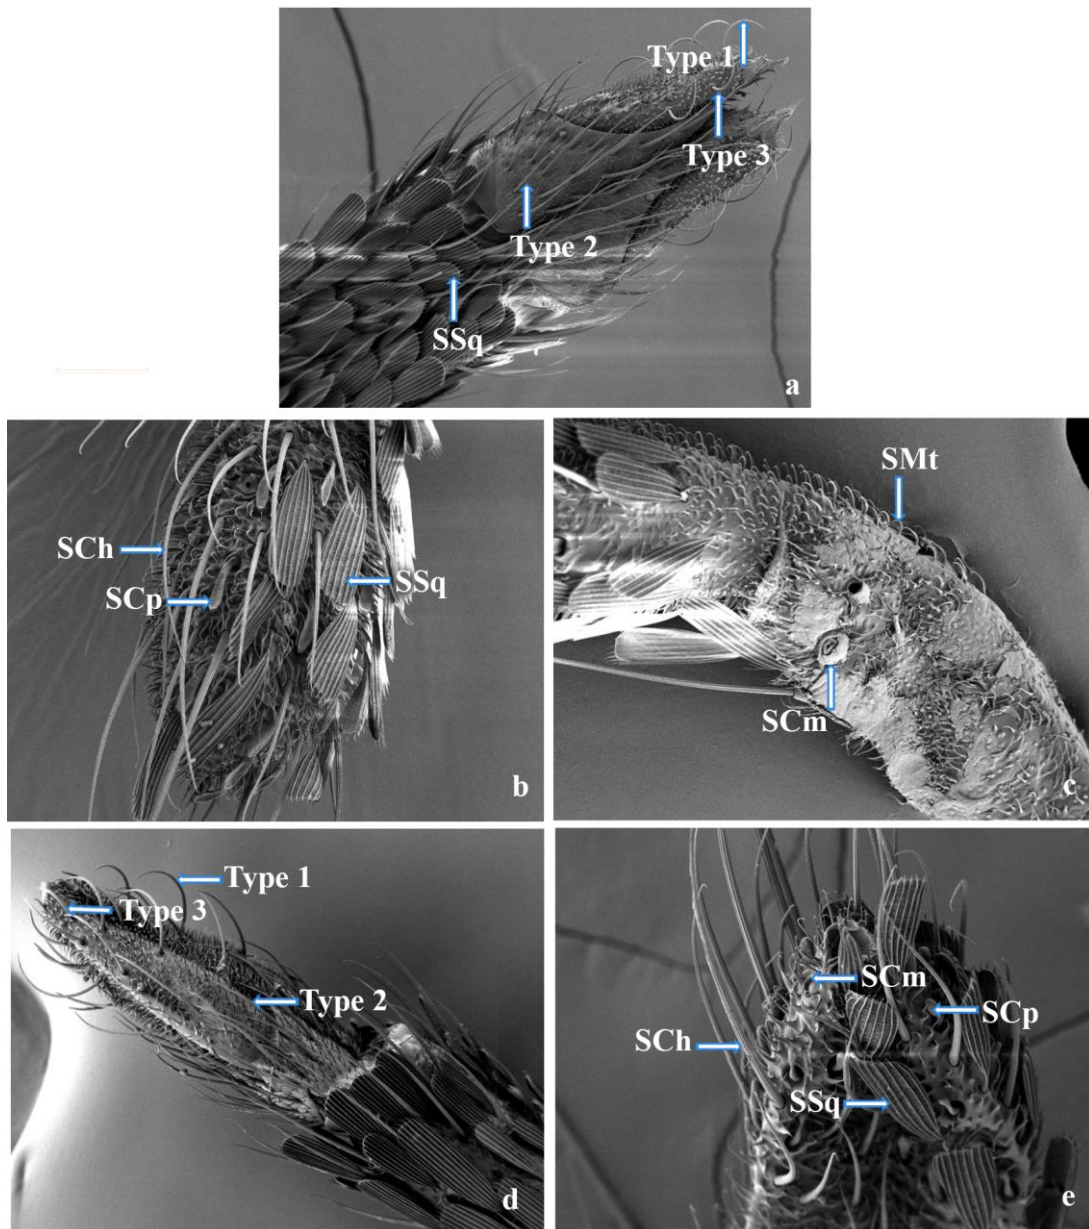 Type 1
Type 3
Type 2
SSq
a
SCh
SCp
SSq
b
SMt
SCm
c
Type 1
Type 3
Type 2
d
SCm
SCp
SCh
SSq
e